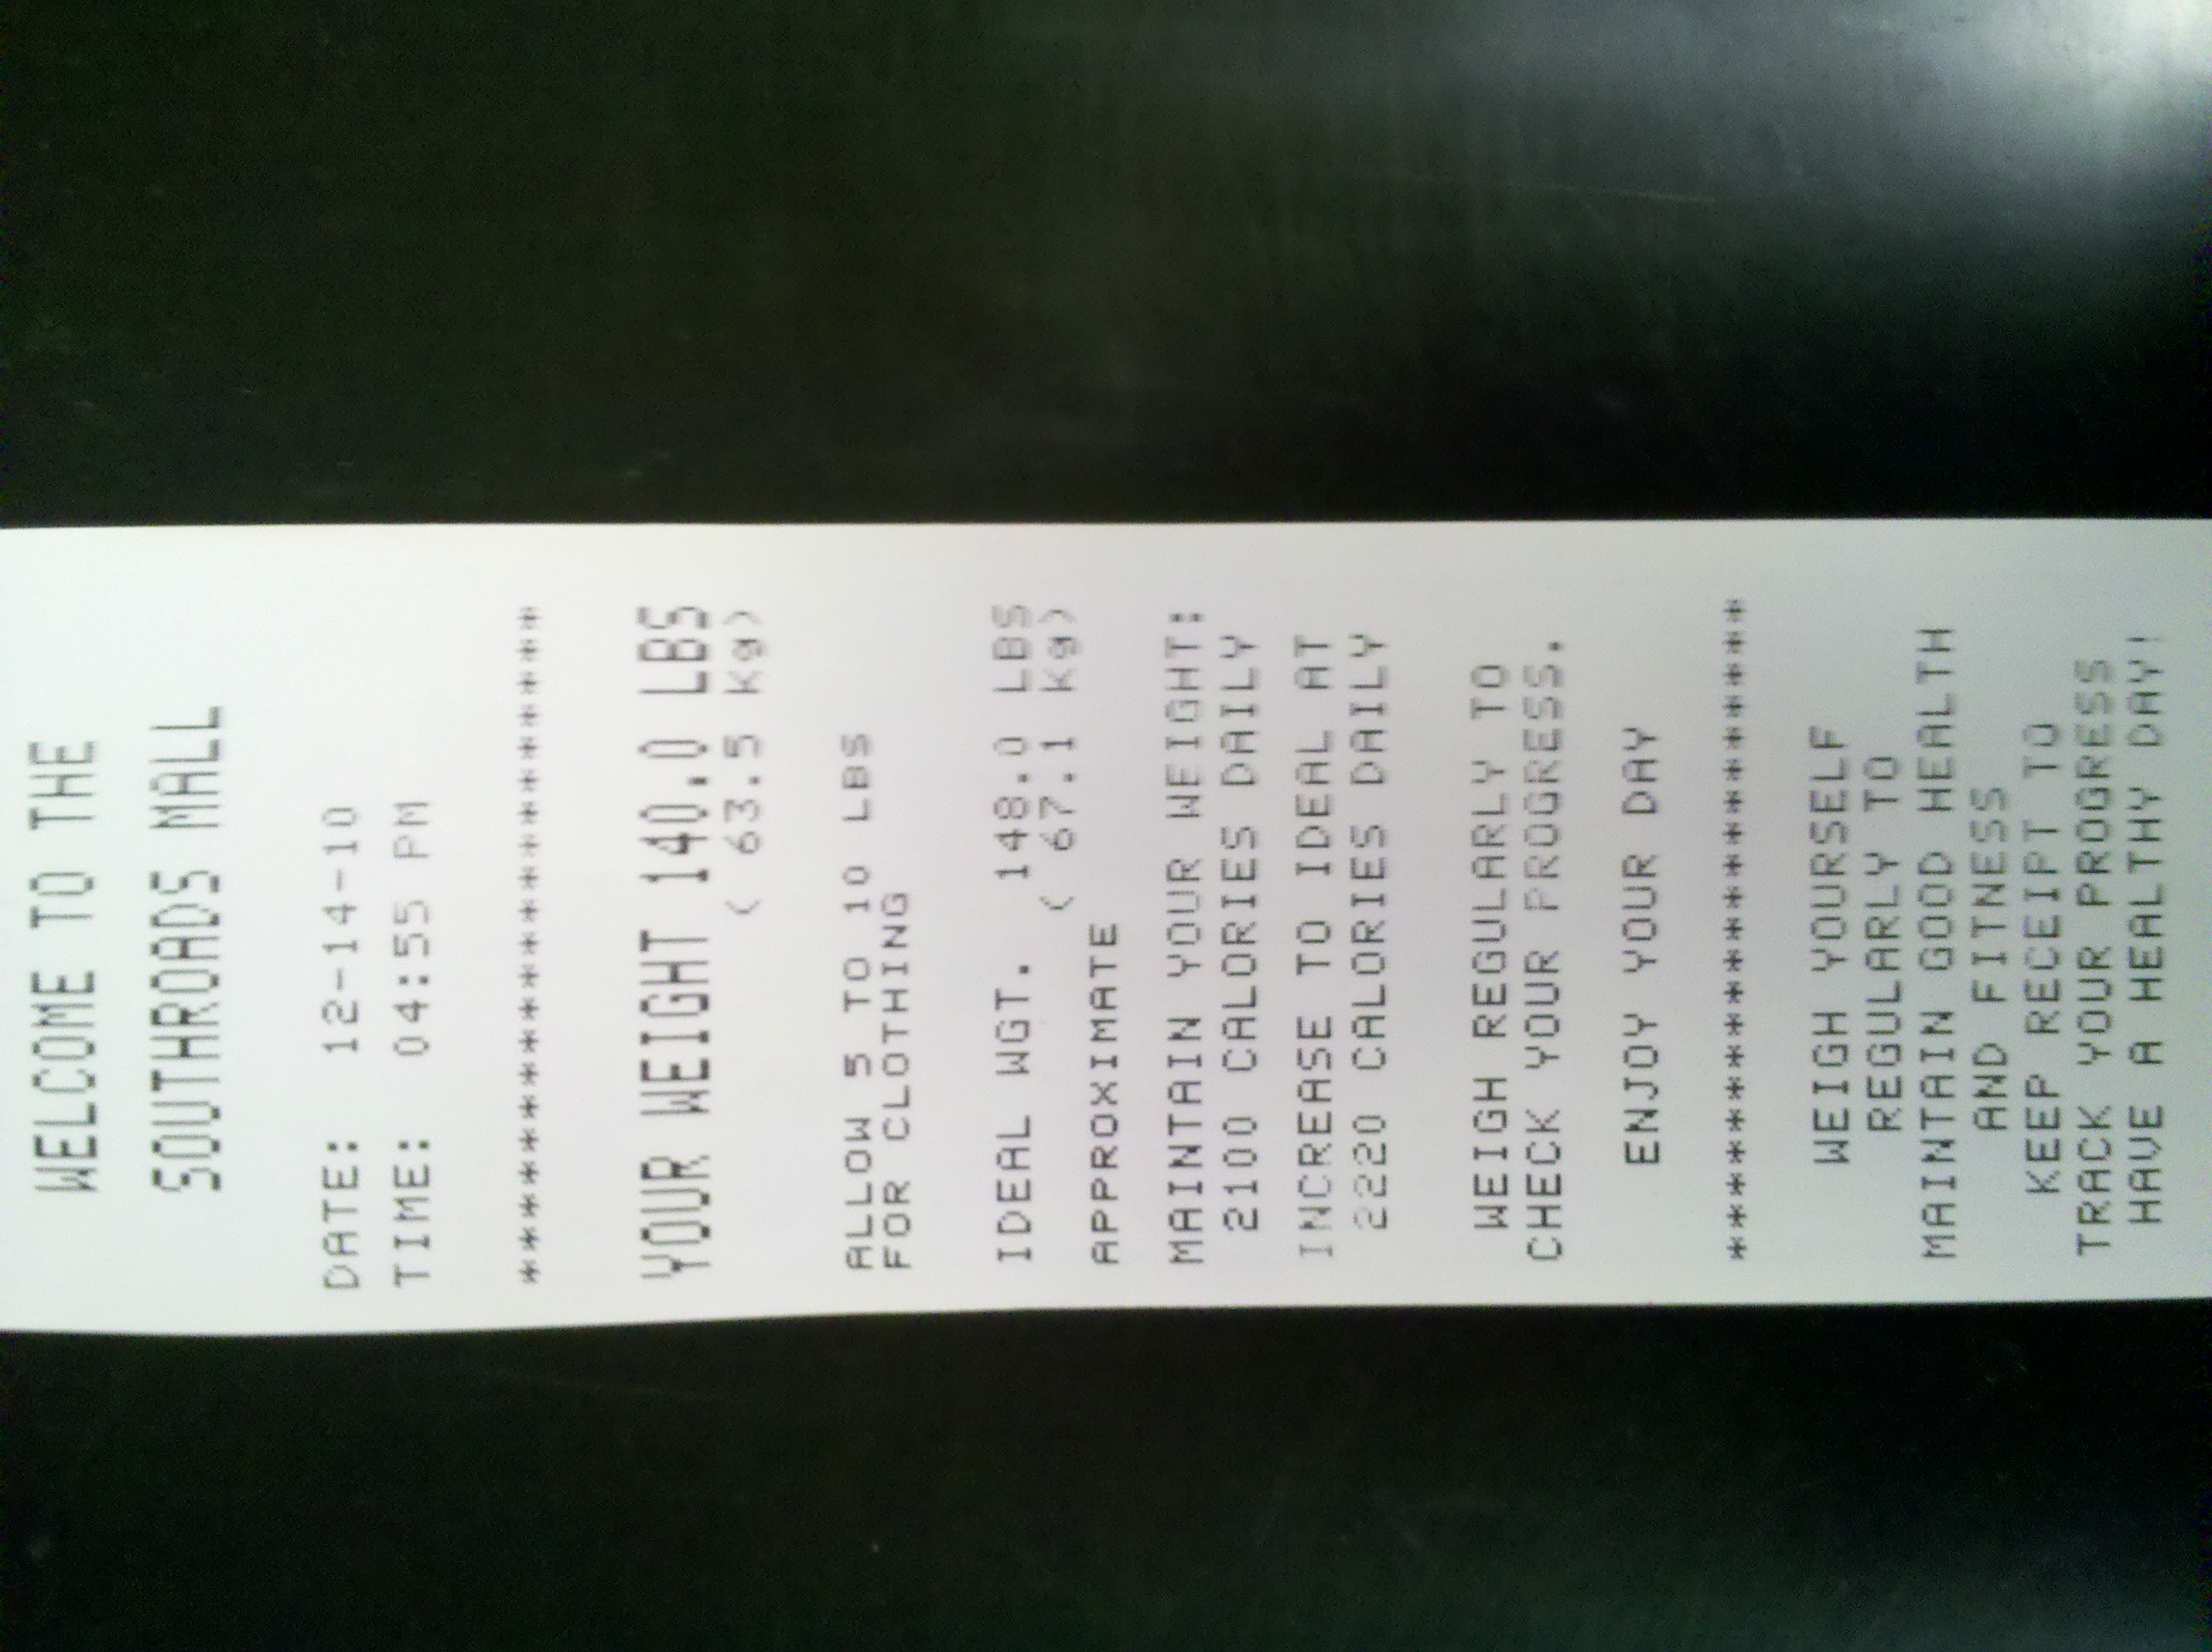 WELCOME TO THE
SOUTHROADS MALL
DATE: 12-14-10
TIME: 04:55 PM
*********************
YOUR WEIGHT 140.0 LBS
( 63.5 Kg)
ALLOW 5 TO 10 LBS
FOR CLOTHING
IDEAL WGT. 148.0 LBS
( 67.1 Kg)
APPROXIMATE
MAINTAIN YOUR WEIGHT:
2100 CALORIES DAILY
INCREASE TO IDEAL AT
2220 CALORIES DAILY
WEIGH REGULARLY TO
CHECK YOUR PROGRESS.
ENJOY YOUR DAY
*********************
WEIGH YOURSELF
REGULARLY TO
MAINTAIN GOOD HEALTH
AND FITNESS
KEEP RECEIPT TO
TRACK YOUR PROGRESS
HAVE A HEALTHY DAY!